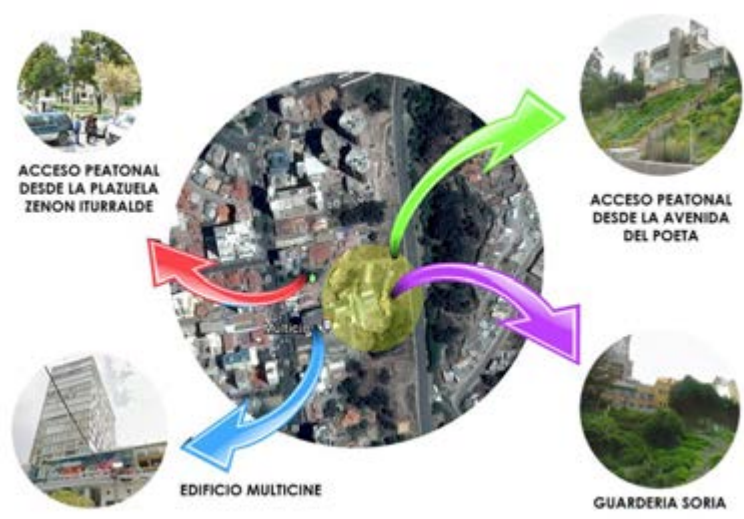 ACCESO PEATONAL
DESDE LA PLAZUELA
ZENON ITURRALDE
ACCESO PEATONAL
DESDE LA AVENIDA
DEL POETA
EDIFICIO MULTICINE
GUARDERIA SORIA